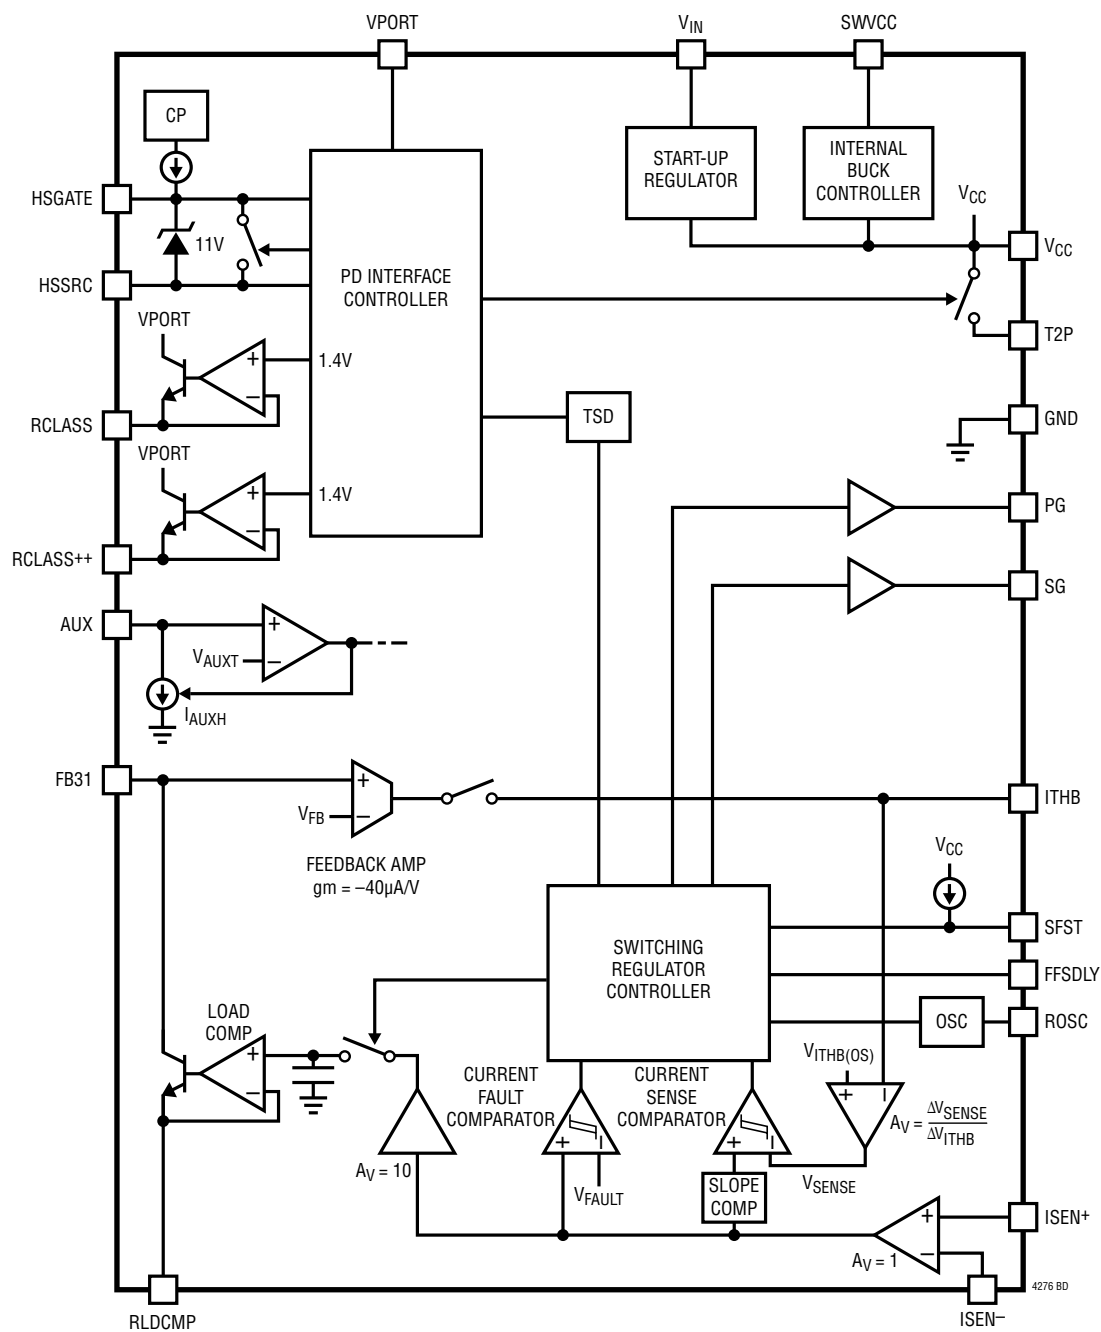 VPORT
VIN
SWVCC
CP
START-UP
REGULATOR
INTERNAL
BUCK
CONTROLLER
VCC
HSGATE
11V
VCC
HSSRC
PD INTERFACE
CONTROLLER
VPORT
T2P
+
1.4V
−
RCLASS
TSD
GND
VPORT
+
1.4V
−
PG
RCLASS++
SG
AUX
+
VAUXT
−
IAUXH
FB31
+
VFB
−
ITHB
FEEDBACK AMP
gm = –40µA/V
VCC
SFST
SWITCHING
REGULATOR
CONTROLLER
FFSDLY
LOAD
COMP
+
−
OSC
ROSC
VITHB(OS)
CURRENT
FAULT
COMPARATOR
CURRENT
SENSE
COMPARATOR
+ −
AV = ΔVSENSE
ΔVITHB
+ −
+ −
AV = 10
VFAULT
SLOPE
COMP
VSENSE
+
ISEN+
−
AV = 1
4276 BD
RLDCMP
ISEN–